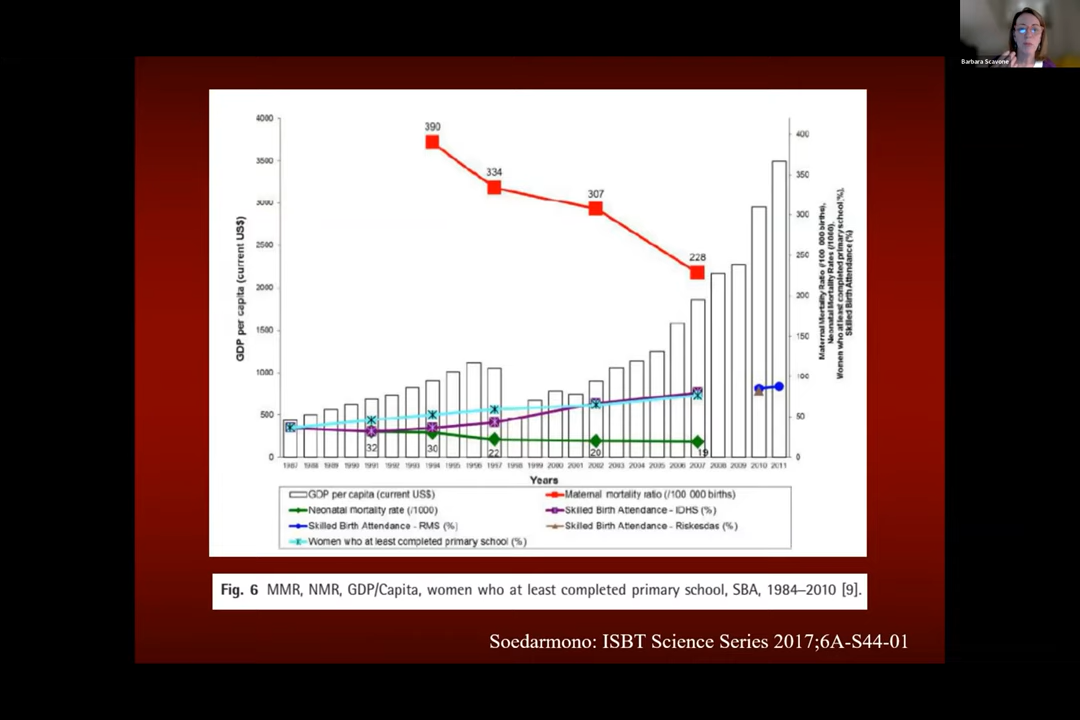 Barbara Scavone
4000
3500
3000
2500
2000
1500
1000
500
0
GDP per capita (current US$)
390
334
307
228
32
30
22
20
19
400
350
300
250
200
150
100
50
0
Maternal Mortality Ratio (/100 000 births),
Neonatal Mortality Rates (/1000),
Women who at least completed primary school (%),
Skilled Birth Attendance (%)
1987 1988 1989 1990 1991 1992 1993 1994 1995 1996 1997 1998 1999 2000 2001 2002 2003 2004 2005 2006 2007 2008 2009 2010 2011
Years
GDP per capita (current US$)
Maternal mortality ratio (/100 000 births)
Neonatal mortality rate (/1000)
Skilled Birth Attendance - IDHS (%)
Skilled Birth Attendance - RMS (%)
Skilled Birth Attendance - Riskesdas (%)
Women who at least completed primary school (%)
Fig. 6 MMR, NMR, GDP/Capita, women who at least completed primary school, SBA, 1984–2010 [9].
Soedarmono: ISBT Science Series 2017;6A-S44-01